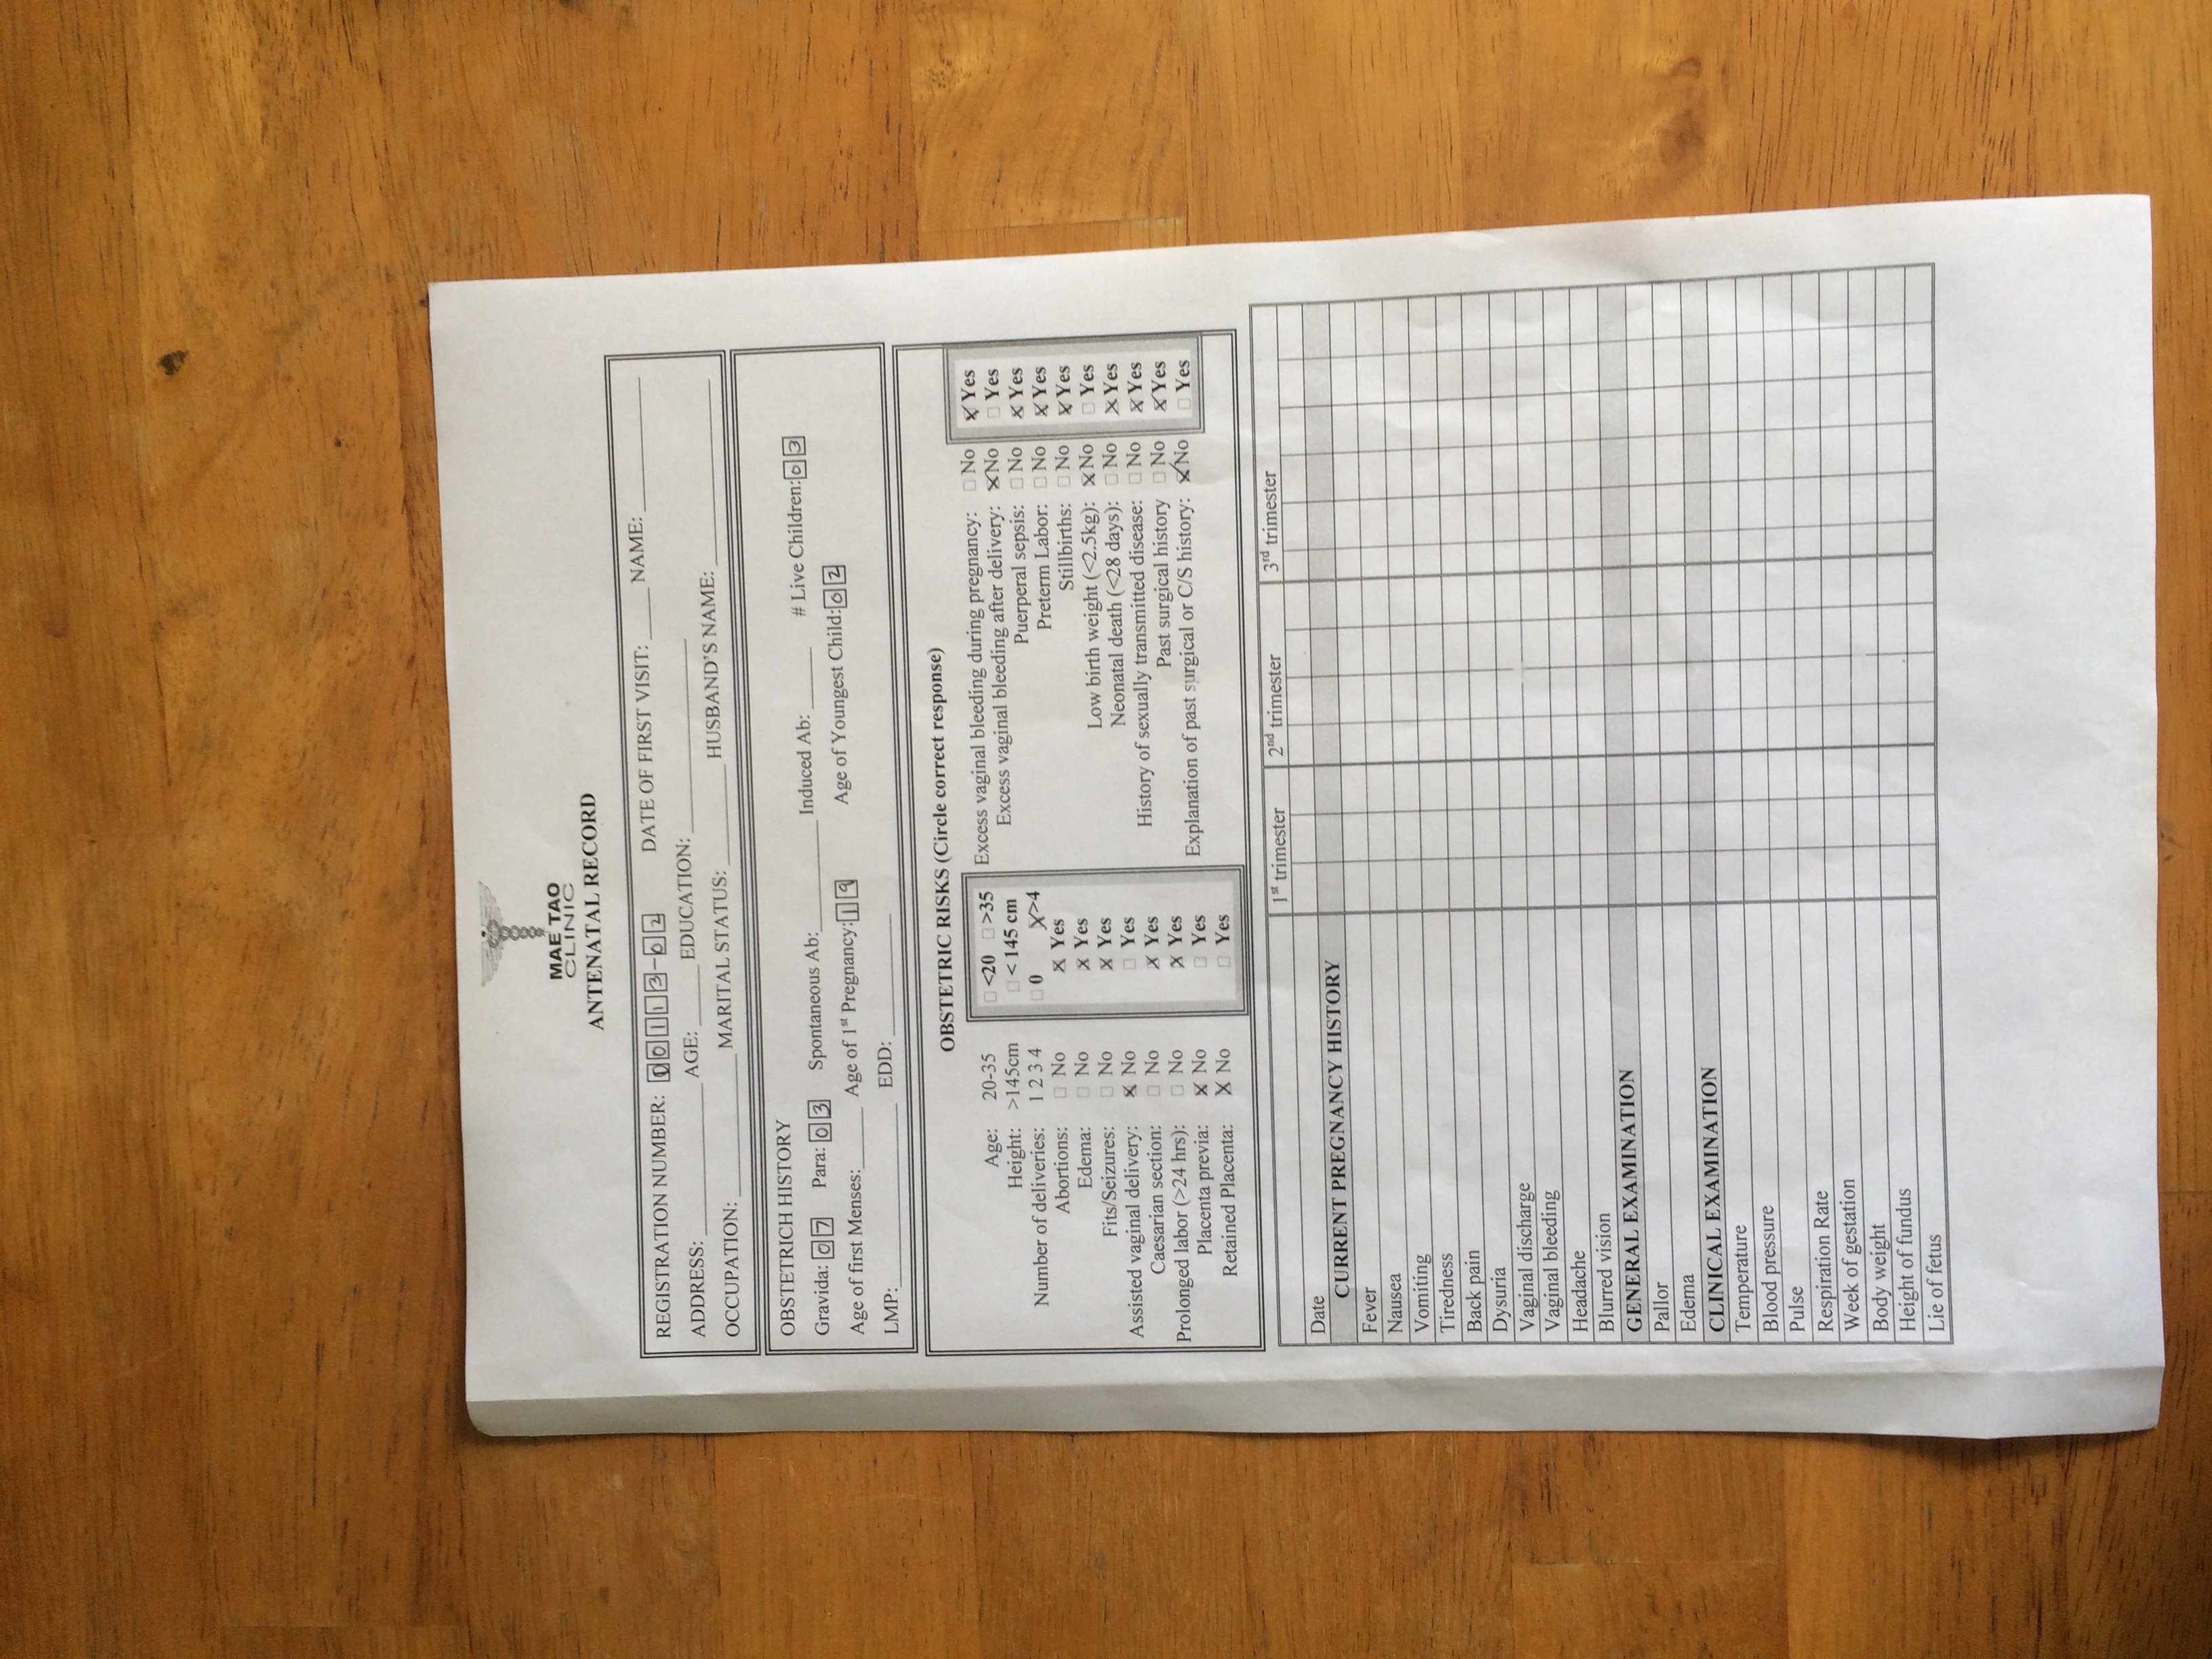 MAE TAO
CLINIC
ANTENATAL RECORD
REGISTRATION NUMBER: 00113-02 DATE OF FIRST VISIT: _____ NAME: _____________
ADDRESS: _______________ AGE: ______ EDUCATION: ___________________
OCCUPATION: ______________ MARITAL STATUS: __________ HUSBAND'S NAME: __________________
OBSTETRICH HISTORY
Gravida: 07 Para: 03 Spontaneous Ab:___________ Induced Ab: ______ # Live Children: 03
Age of first Menses:______ Age of 1st Pregnancy: 19 Age of Youngest Child: 02
LMP:__________________ EDD: ____________
OBSTETRIC RISKS (Circle correct response)
Age: 20-35 ☐ <20 ☐ >35
Height: >145cm ☐ < 145 cm
Number of deliveries: 1 2 3 4 ☐ 0 ☒ >4
Abortions: ☐ No ☒ Yes
Edema: ☐ No ☒ Yes
Fits/Seizures: ☐ No ☒ Yes
Assisted vaginal delivery: ☒ No ☐ Yes
Caesarian section: ☐ No ☒ Yes
Prolonged labor (>24 hrs): ☐ No ☒ Yes
Placenta previa: ☒ No ☐ Yes
Retained Placenta: ☒ No ☐ Yes
Excess vaginal bleeding during pregnancy: ☐ No ☒ Yes
Excess vaginal bleeding after delivery: ☒ No ☐ Yes
Puerperal sepsis: ☐ No ☒ Yes
Preterm Labor: ☐ No ☒ Yes
Stillbirths: ☐ No ☒ Yes
Low birth weight (<2.5kg): ☒ No ☐ Yes
Neonatal death (<28 days): ☐ No ☒ Yes
History of sexually transmitted disease: ☐ No ☒ Yes
Past surgical history ☐ No ☒ Yes
Explanation of past surgical or C/S history: ☒ No ☐ Yes
1st trimester 2nd trimester 3rd trimester
Date
CURRENT PREGNANCY HISTORY
Fever
Nausea
Vomiting
Tiredness
Back pain
Dysuria
Vaginal discharge
Vaginal bleeding
Headache
Blurred vision
GENERAL EXAMINATION
Pallor
Edema
CLINICAL EXAMINATION
Temperature
Blood pressure
Pulse
Respiration Rate
Week of gestation
Body weight
Height of fundus
Lie of fetus